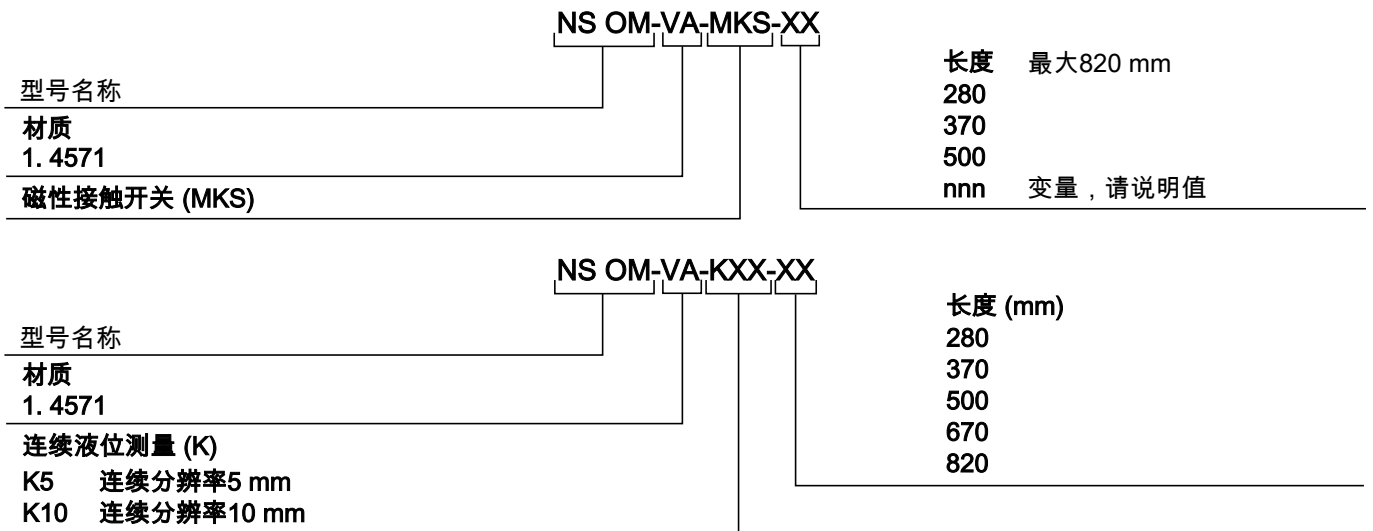 NS OM-VA-MKS-XX
型号名称
材质
1. 4571
磁性接触开关 (MKS)
长度 最大820 mm
280
370
500
nnn 变量，请说明值
NS OM-VA-KXX-XX
型号名称
材质
1. 4571
连续液位测量 (K)
K5 连续分辨率5 mm
K10 连续分辨率10 mm
长度 (mm)
280
370
500
670
820